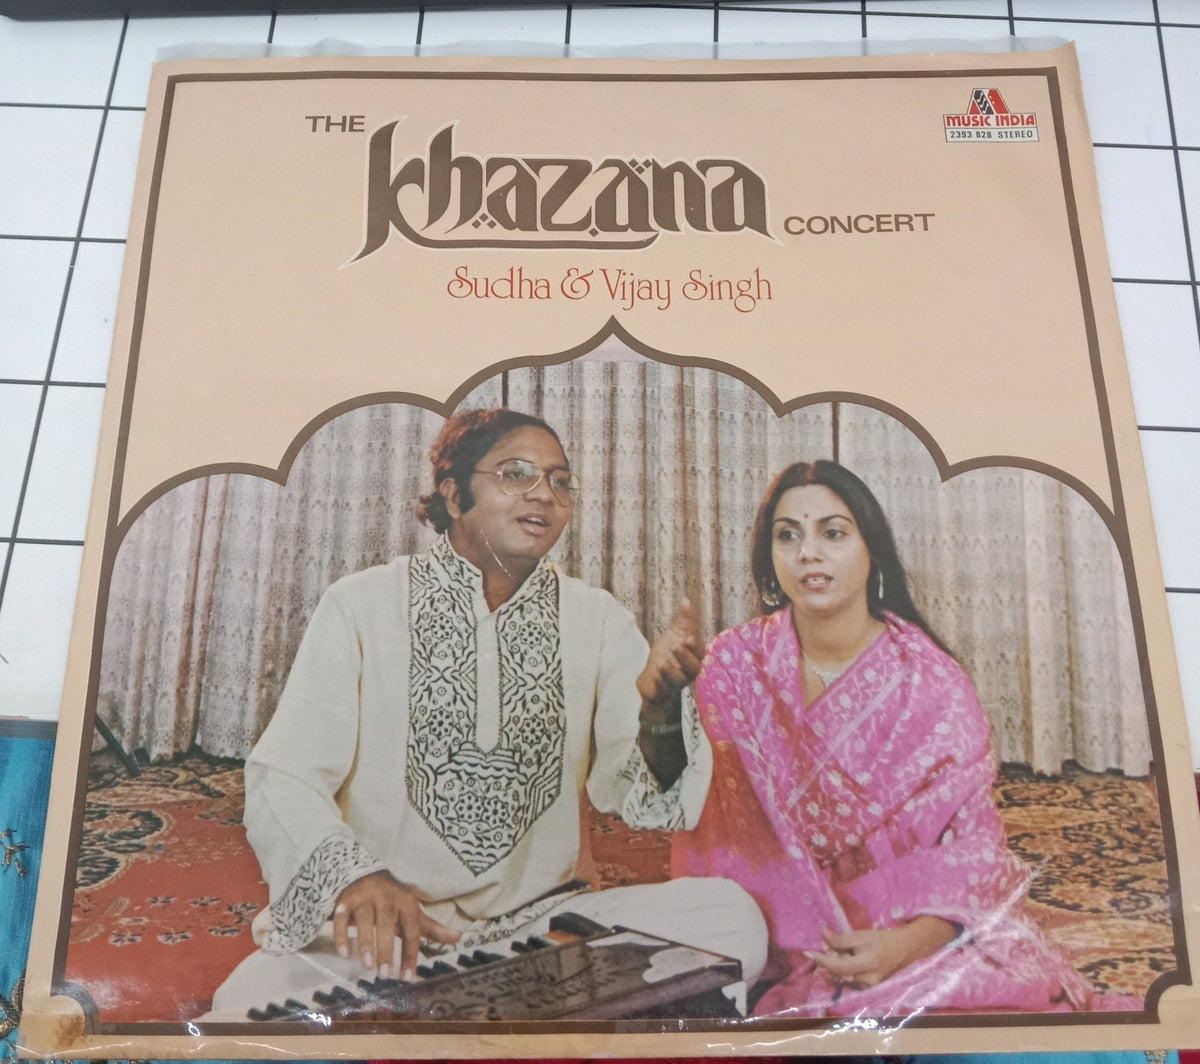 THE
Khazana
CONCERT
Sudha & Vijay Singh
MUSIC INDIA
2393 828 STEREO